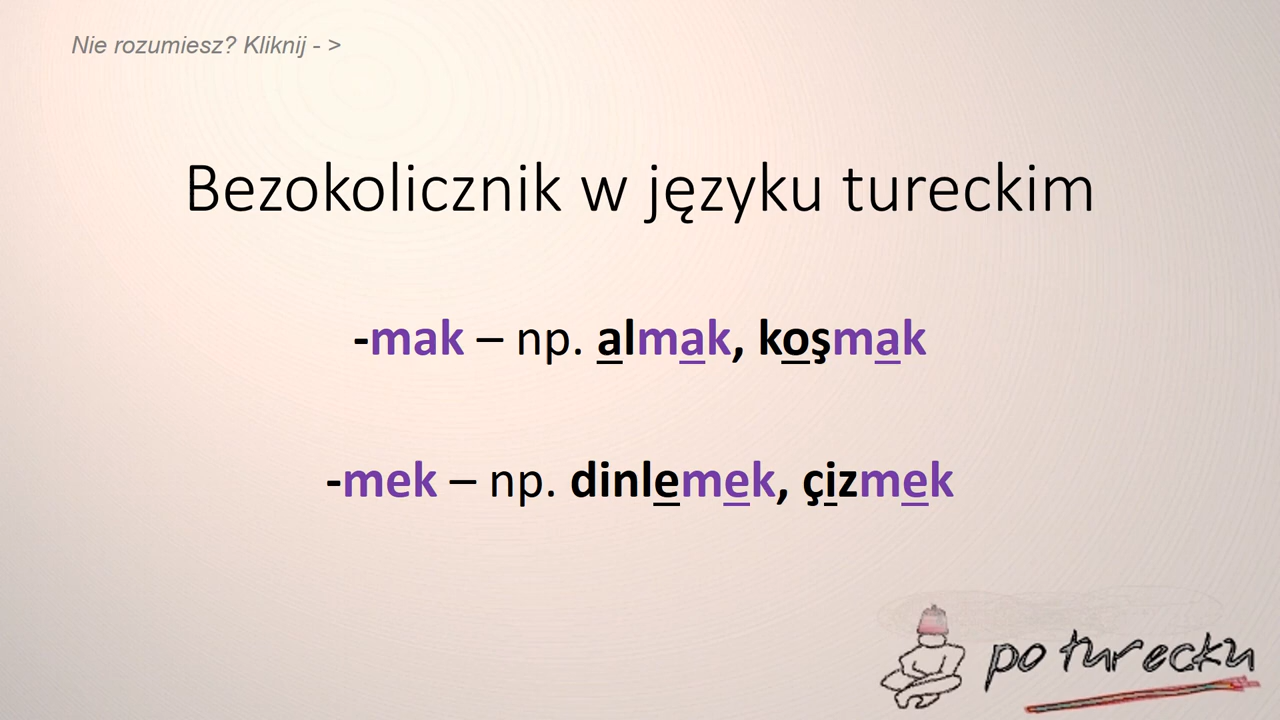 Nie rozumiesz? Kliknij - >
Bezokolicznik w języku tureckim
-mak – np. almak, koşmak
-mek – np. dinlemek, çizmek
po turecku